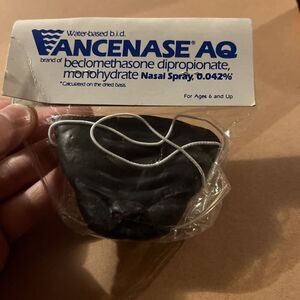 Water-based b.i.d.
VANCENASE® AQ
brand of beclomethasone dipropionate,
monohydrate Nasal Spray, 0.042%*
*Calculated on the dried basis.
For Ages 6 and Up